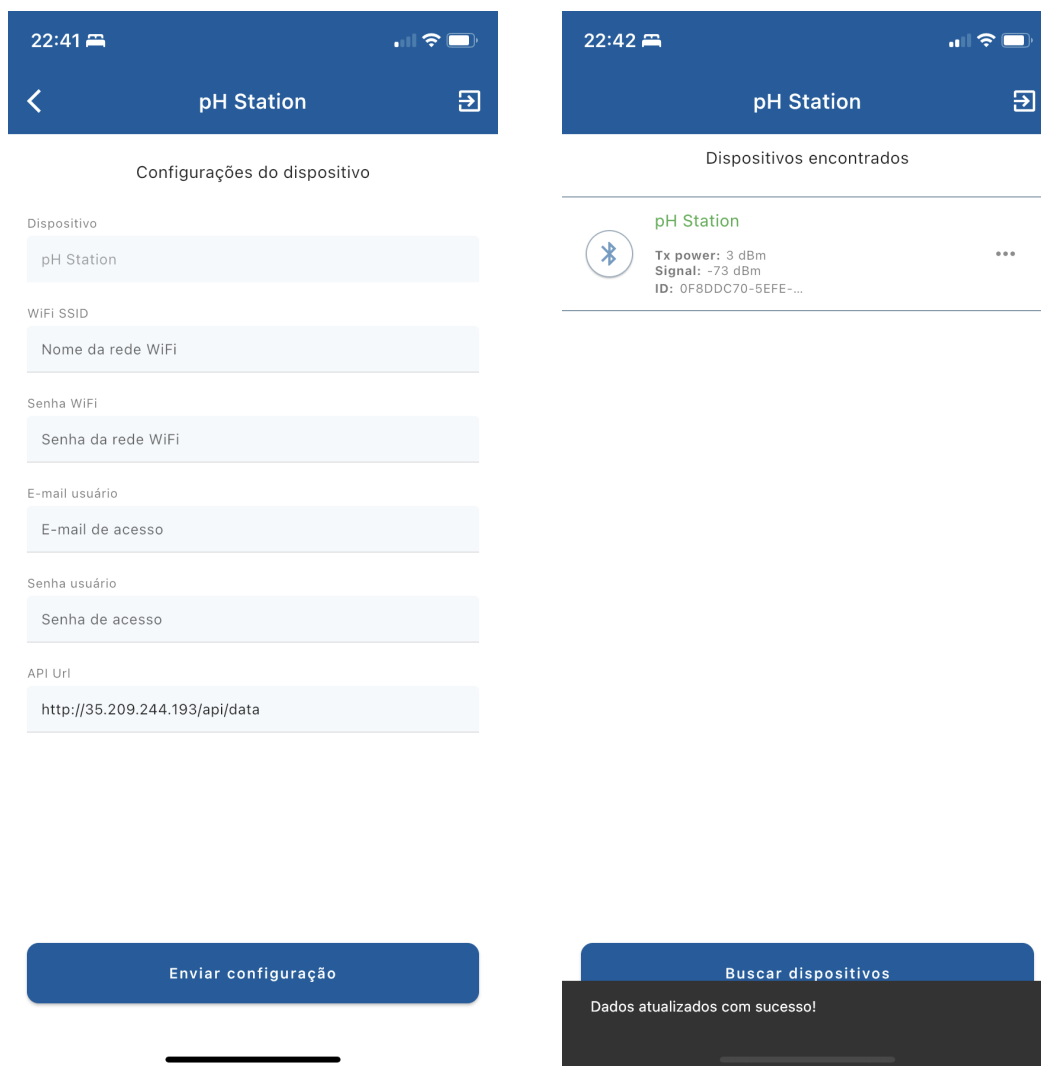 22:41
pH Station
Configurações do dispositivo
Dispositivo
pH Station
WiFi SSID
Nome da rede WiFi
Senha WiFi
Senha da rede WiFi
E-mail usuário
E-mail de acesso
Senha usuário
Senha de acesso
API Url
http://35.209.244.193/api/data
Enviar configuração
22:42
pH Station
Dispositivos encontrados
pH Station
Tx power: 3 dBm
Signal: -73 dBm
ID: 0F8DDC70-5EFE-...
Buscar dispositivos
Dados atualizados com sucesso!